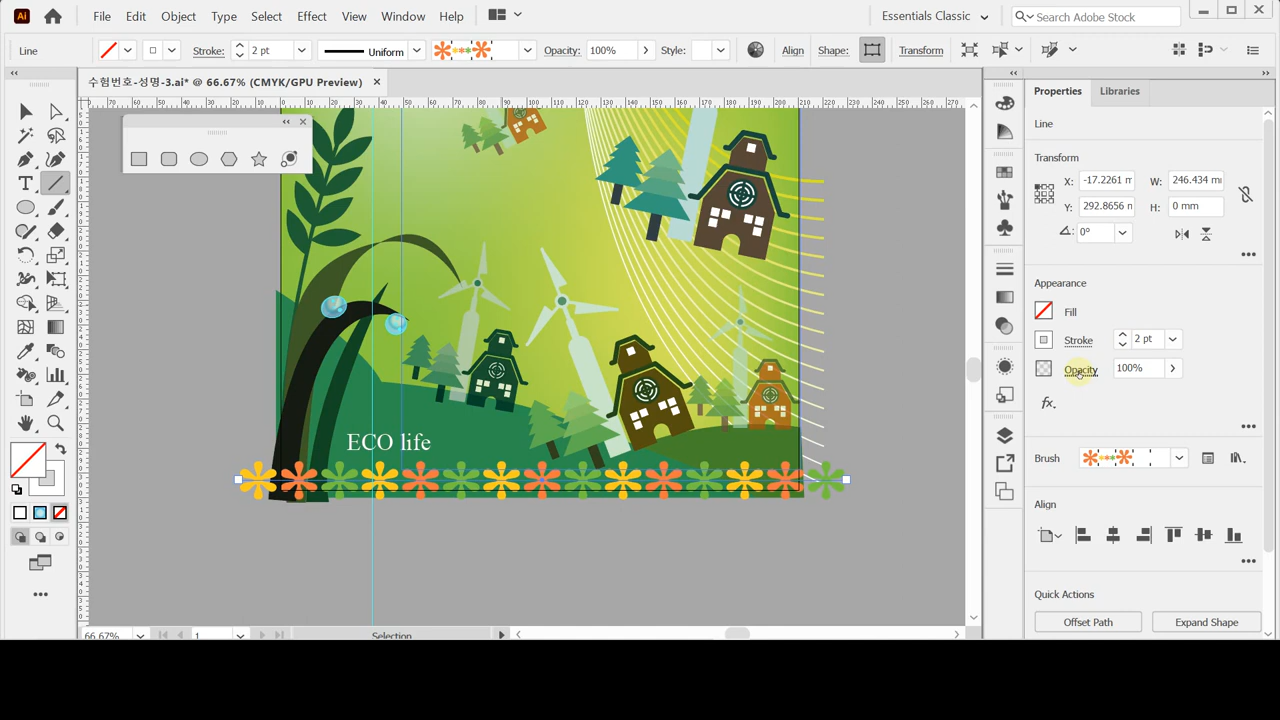 Ai File Edit Object Type Select Effect View Window Help Essentials Classic Search Adobe Stock
Line Stroke: 2 pt Uniform Opacity: 100% Style: Align Shape: Transform
수험번호-성명-3.ai* @ 66.67% (CMYK/GPU Preview)
Properties Libraries
Line
Transform
X: -17.2261 m W: 246.434 m
Y: 292.8656 m H: 0 mm
0°
Appearance
Fill
Stroke 2 pt
Opacity 100%
fx.
Brush
Align
Quick Actions
Offset Path Expand Shape
ECO life
66.67% 1 Selection